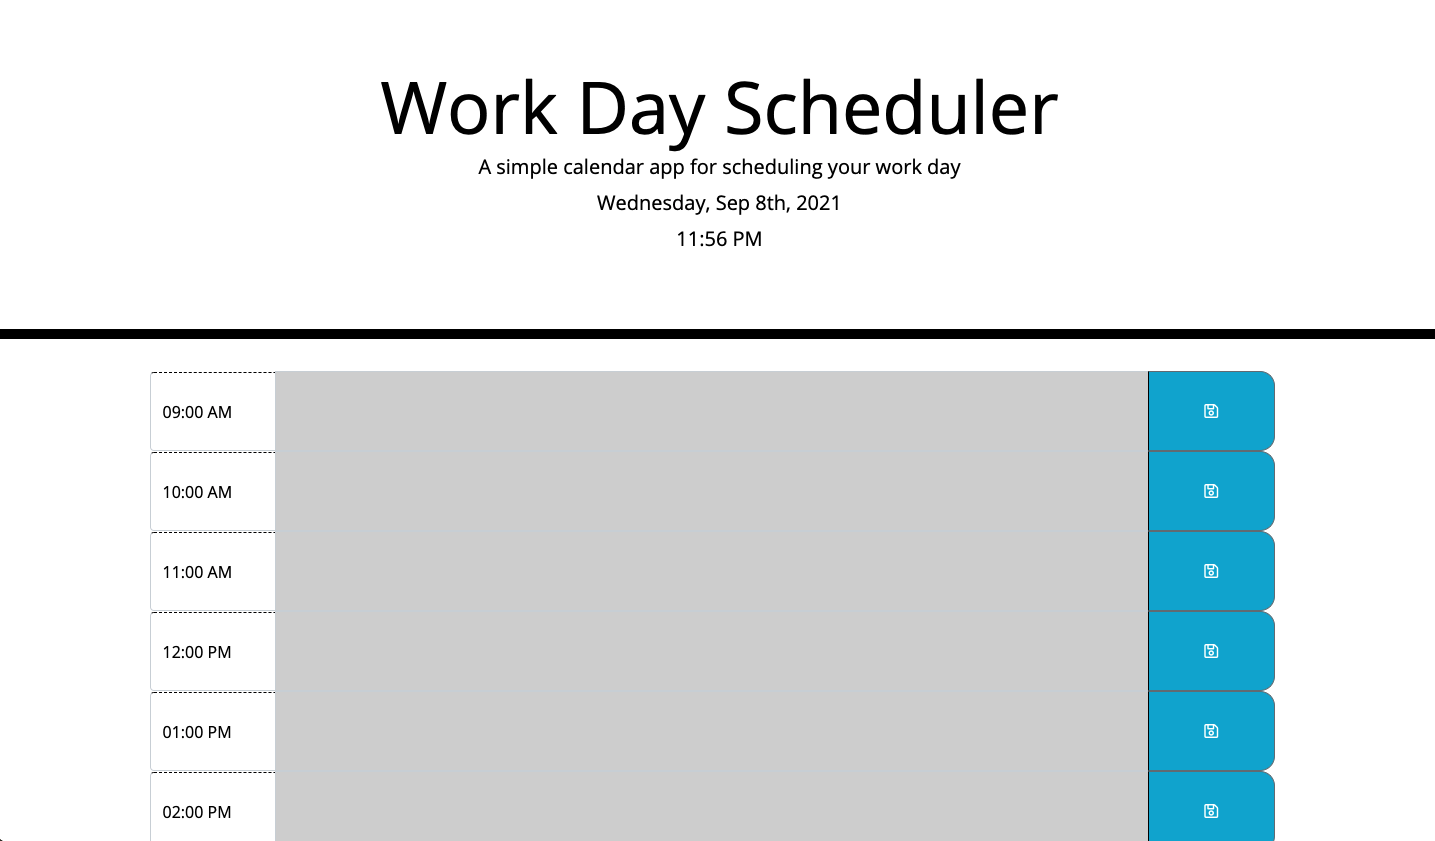 Work Day Scheduler
A simple calendar app for scheduling your work day
Wednesday, Sep 8th, 2021
11:56 PM
09:00 AM
10:00 AM
11:00 AM
12:00 PM
01:00 PM
02:00 PM